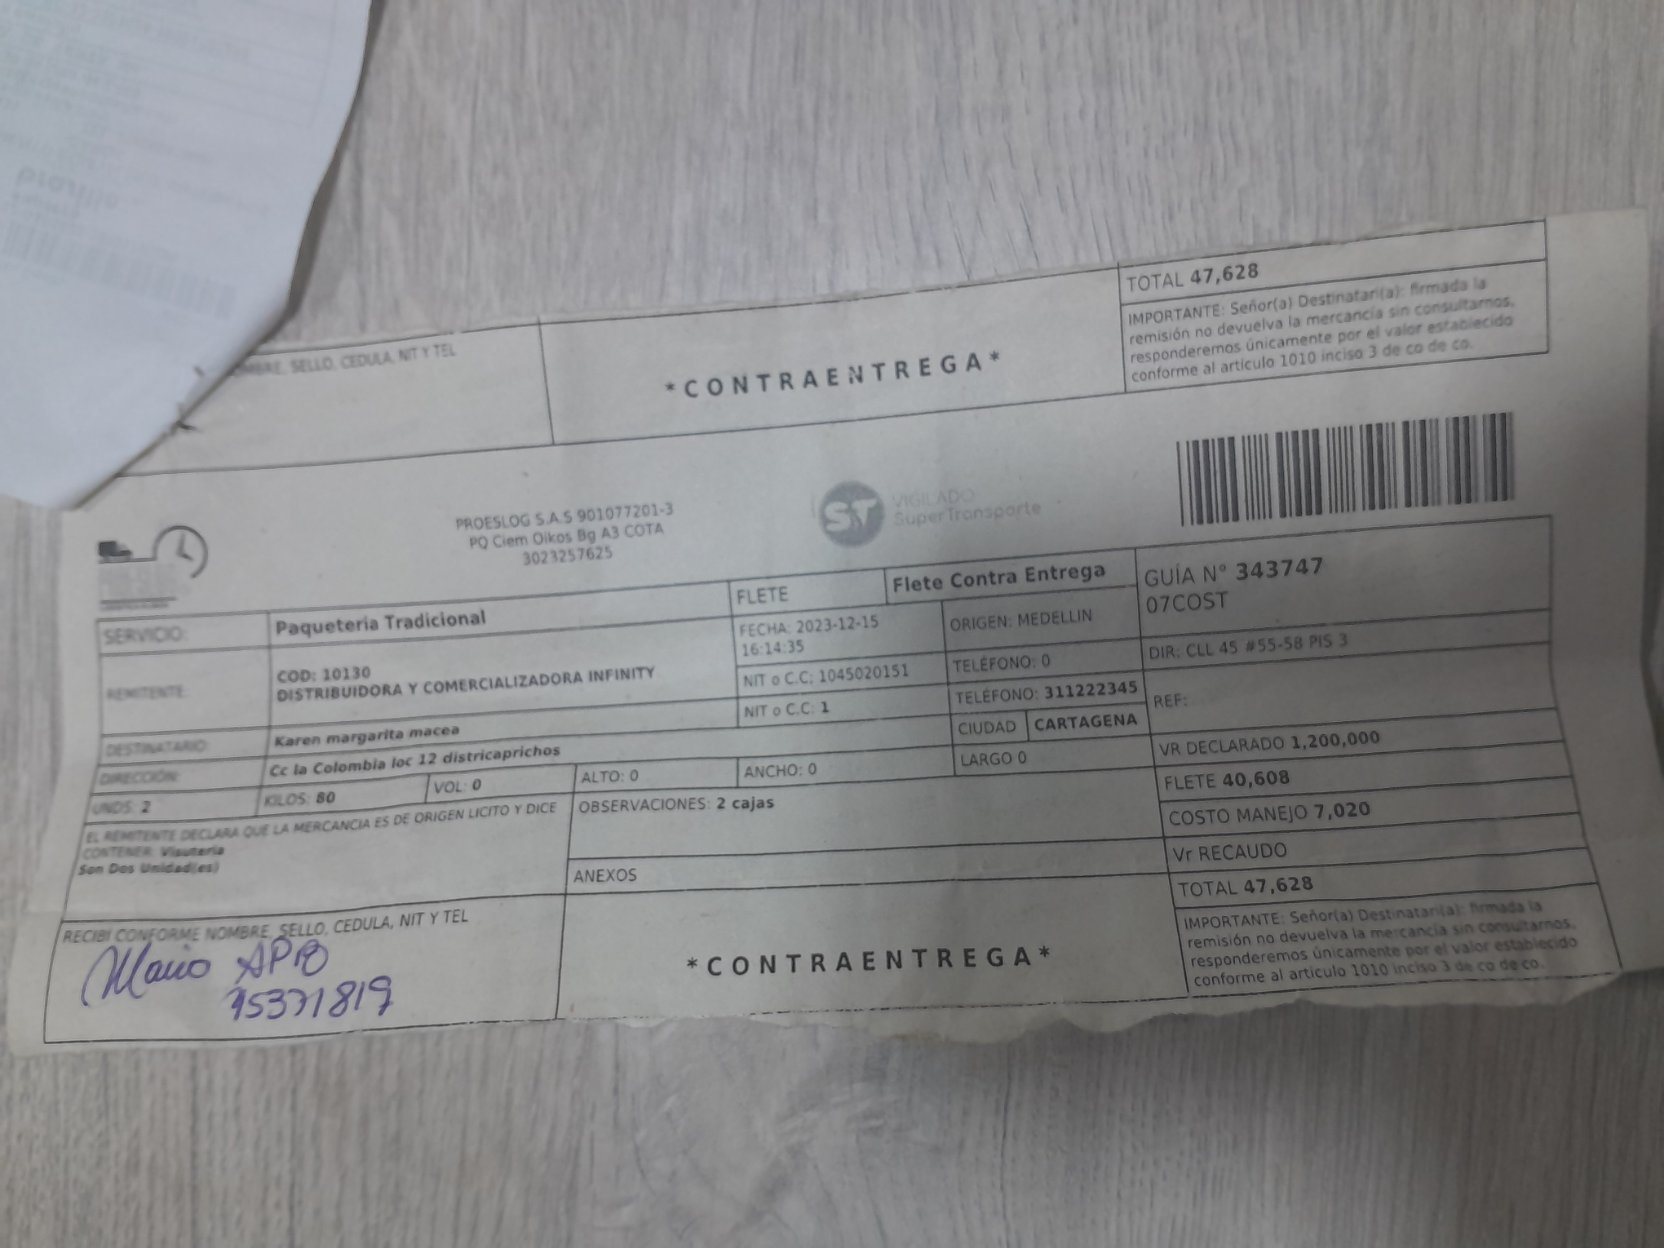 TOTAL 47,628
IMPORTANTE: Señor(a) Destinatari(a): firmada la
remisión no devuelva la mercancía sin consultarnos,
responderemos únicamente por el valor establecido
conforme al articulo 1010 inciso 3 de co de co.
SELLO, CEDULA, NIT Y TEL
*CONTRAENTREGA*
PROESLOG S.A.S 901077201-3
PQ Ciem Oikos Bg A3 COTA
3023257625
ST VIGILADO
SuperTransporte
SERVICIO: Paqueteria Tradicional
FLETE Flete Contra Entrega
GUÍA N° 343747
07COST
REMITENTE COD: 10130
DISTRIBUIDORA Y COMERCIALIZADORA INFINITY
FECHA: 2023-12-15
16:14:35
ORIGEN: MEDELLIN
DIR: CLL 45 #55-58 PIS 3
NIT o C.C: 1045020151
TELÉFONO: 0
DESTINATARIO Karen margarita macea
NIT o C.C: 1
TELÉFONO: 311222345
REF:
DIRECCIÓN: Cc la Colombia loc 12 districaprichos
CIUDAD CARTAGENA
UNDS: 2 KILOS: 80 VOL: 0 ALTO: 0 ANCHO: 0 LARGO 0
VR DECLARADO 1,200,000
FLETE 40,608
COSTO MANEJO 7,020
Vr RECAUDO
TOTAL 47,628
EL REMITENTE DECLARA QUE LA MERCANCIA ES DE ORIGEN LICITO Y DICE
CONTENER: Visuteria
Son Dos Unidad(es)
OBSERVACIONES: 2 cajas
ANEXOS
RECIBI CONFORME NOMBRE, SELLO, CEDULA, NIT Y TEL
Mario
*CONTRAENTREGA*
IMPORTANTE: Señor(a) Destinatari(a): firmada la
remisión no devuelva la mercancía sin consultarnos,
responderemos únicamente por el valor establecido
conforme al articulo 1010 inciso 3 de co de co.